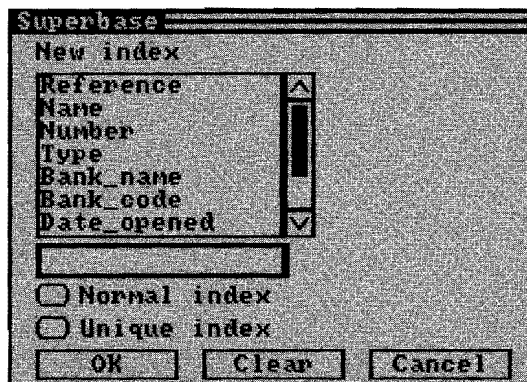 Superbase
New index
Reference
Name
Number
Type
Bank_name
Bank_code
Date_opened
Normal index
Unique index
OK Clear Cancel